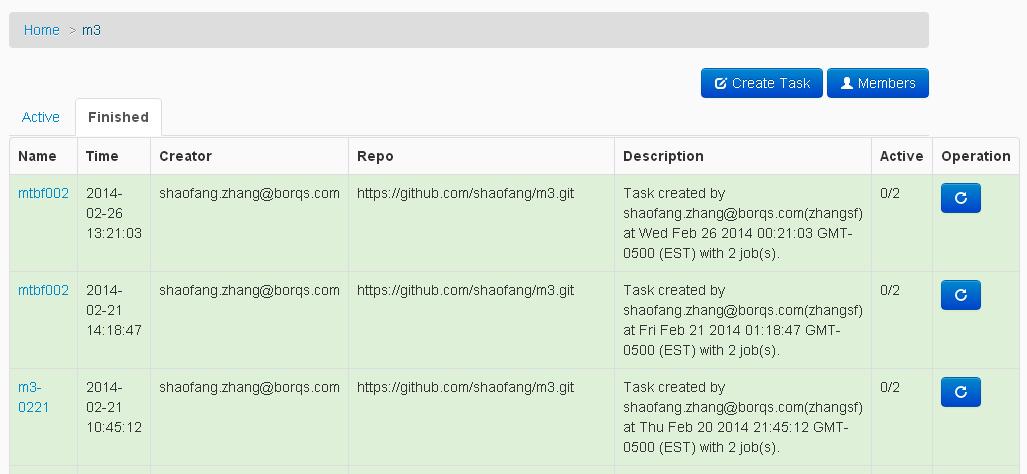 Home > m3
Create Task Members
Active Finished
Name Time Creator Repo Description Active Operation
mtbf002 2014- shaofang.zhang@borqs.com https://github.com/shaofang/m3.git Task created by 0/2
02-26 shaofang.zhang@borqs.com(zhangsf)
13:21:03 at Wed Feb 26 2014 00:21:03 GMT-
0500 (EST) with 2 job(s).
mtbf002 2014- shaofang.zhang@borqs.com https://github.com/shaofang/m3.git Task created by 0/2
02-21 shaofang.zhang@borqs.com(zhangsf)
14:18:47 at Fri Feb 21 2014 01:18:47 GMT-
0500 (EST) with 2 job(s).
m3- 2014- shaofang.zhang@borqs.com https://github.com/shaofang/m3.git Task created by 0/2
0221 02-21 shaofang.zhang@borqs.com(zhangsf)
10:45:12 at Thu Feb 20 2014 21:45:12 GMT-
0500 (EST) with 2 job(s).